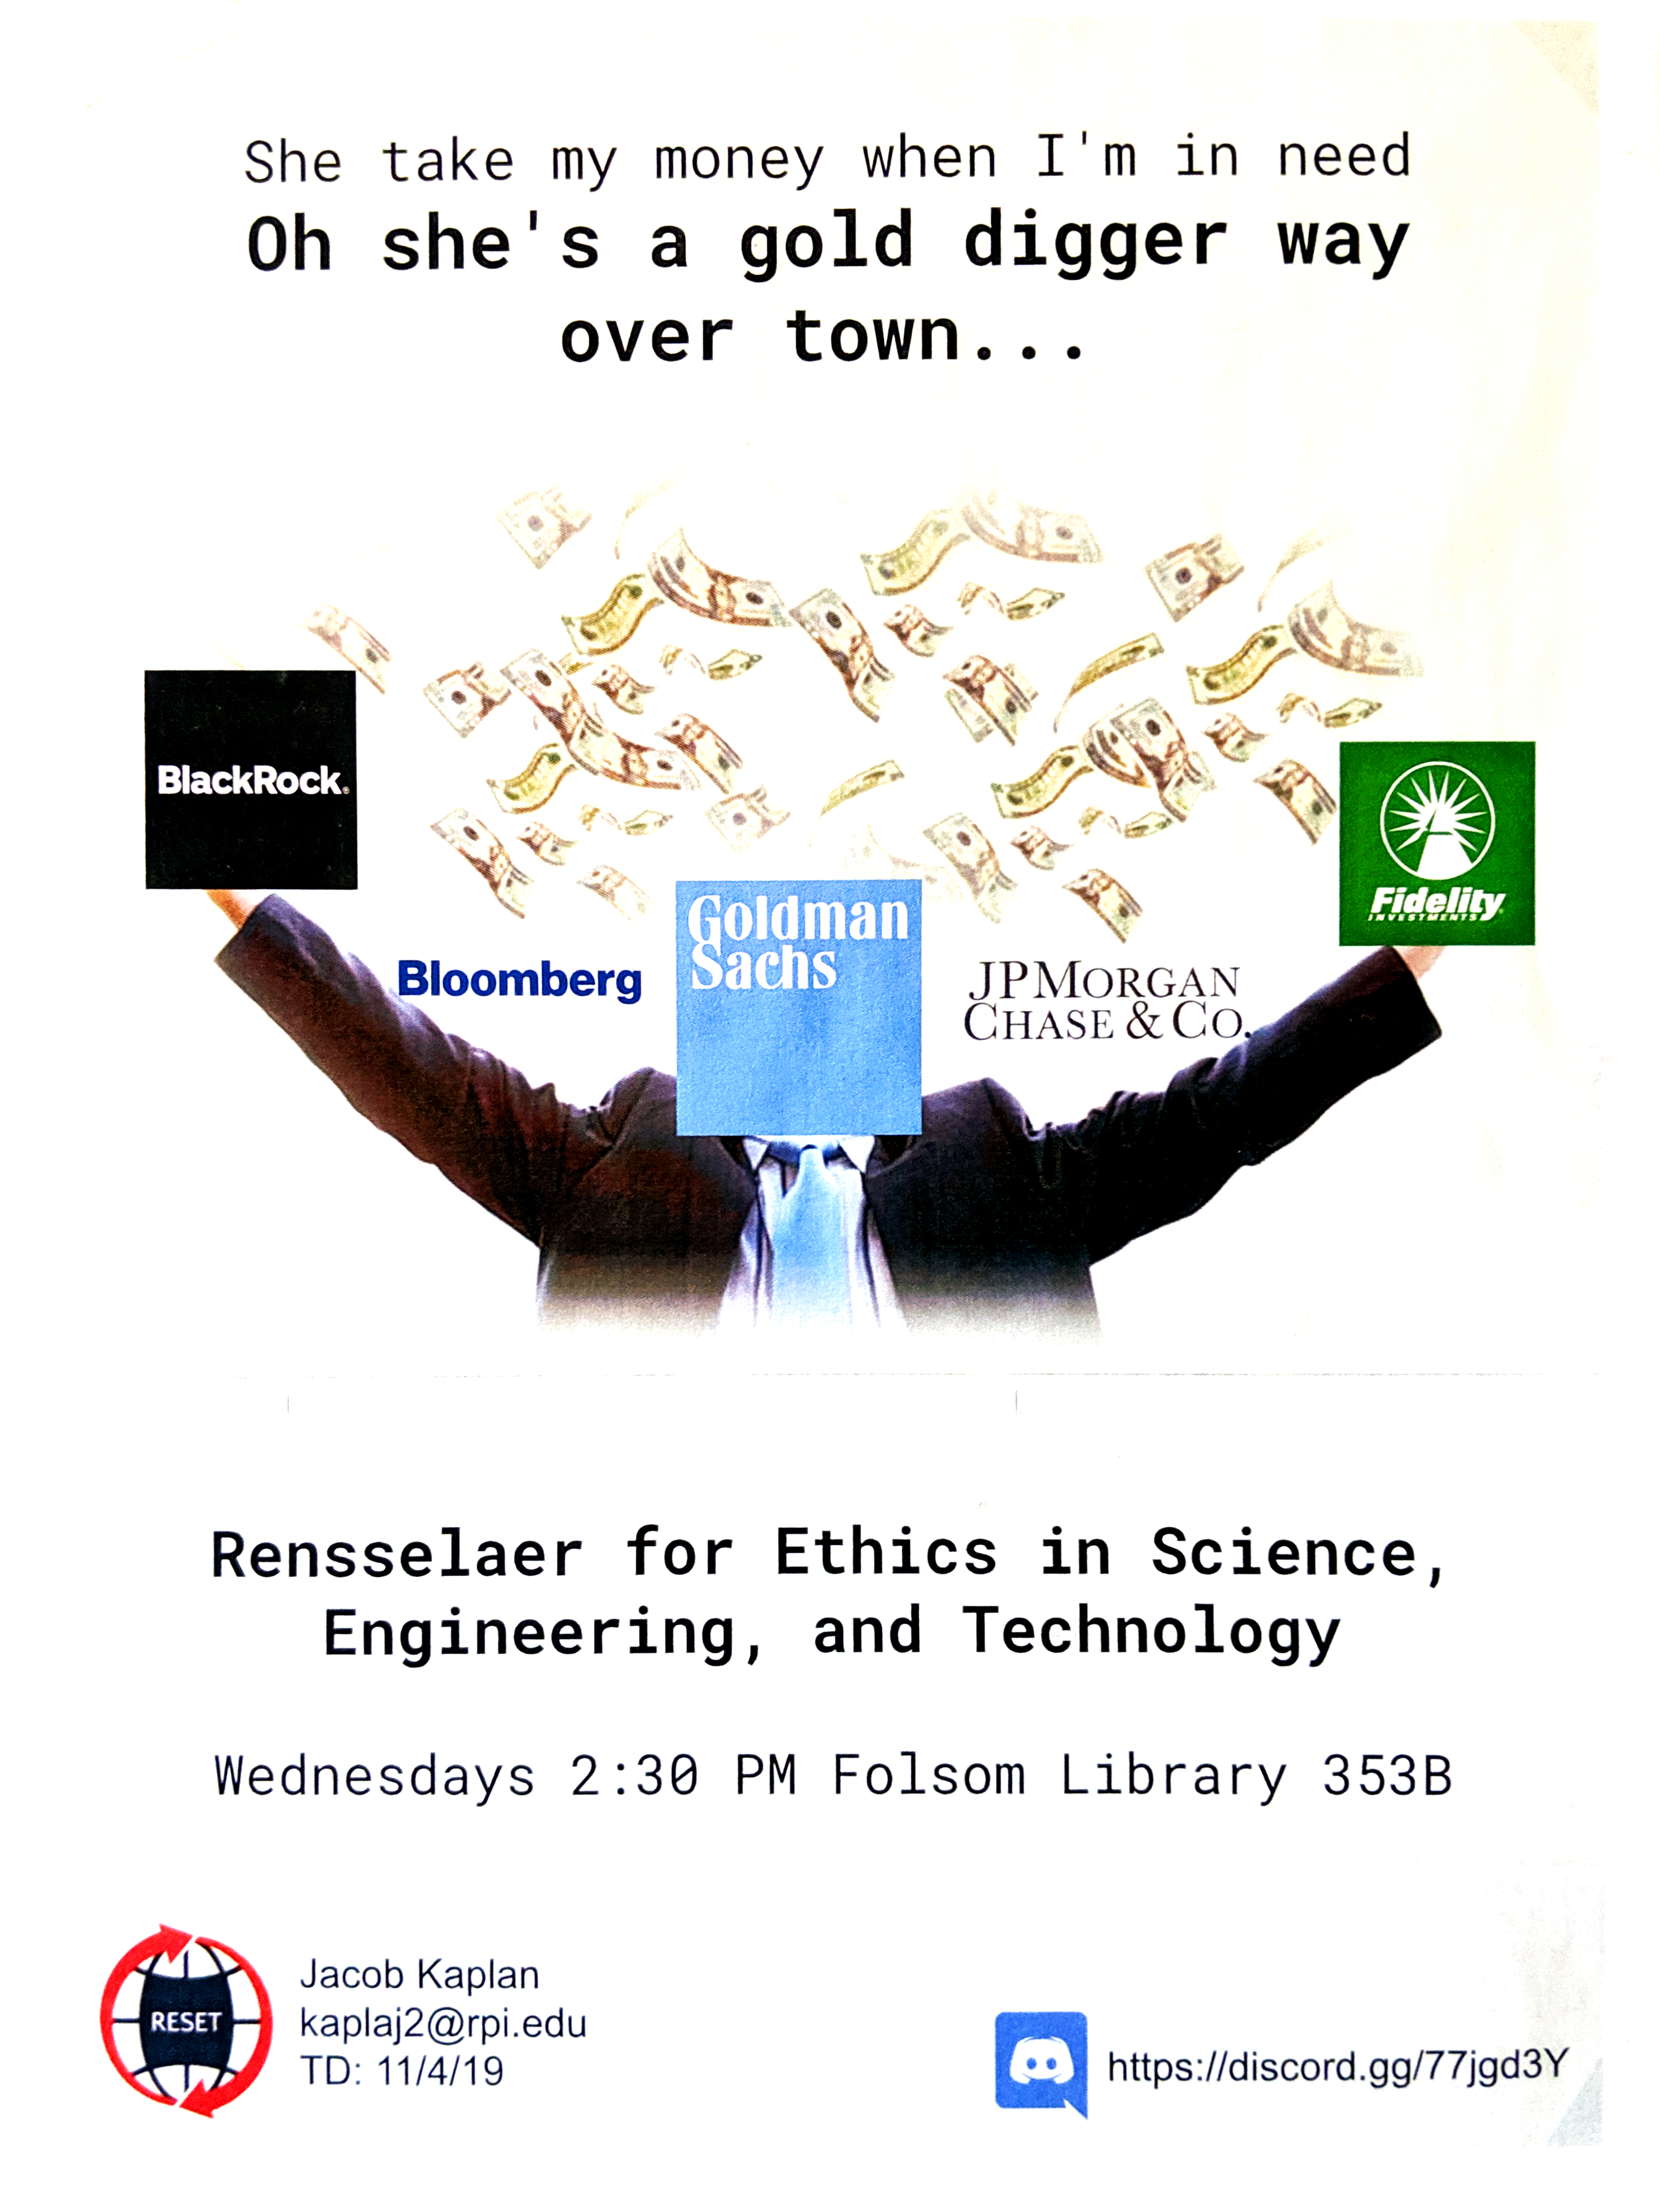 She take my money when I'm in need
Oh she's a gold digger way
over town...
BlackRock.
Fidelity
INVESTMENTS
Goldman
Sachs
Bloomberg
JPMORGAN
CHASE & CO.
Rensselaer for Ethics in Science,
Engineering, and Technology
Wednesdays 2:30 PM Folsom Library 353B
RESET
Jacob Kaplan
kaplaj2@rpi.edu
TD: 11/4/19
https://discord.gg/77jgd3Y